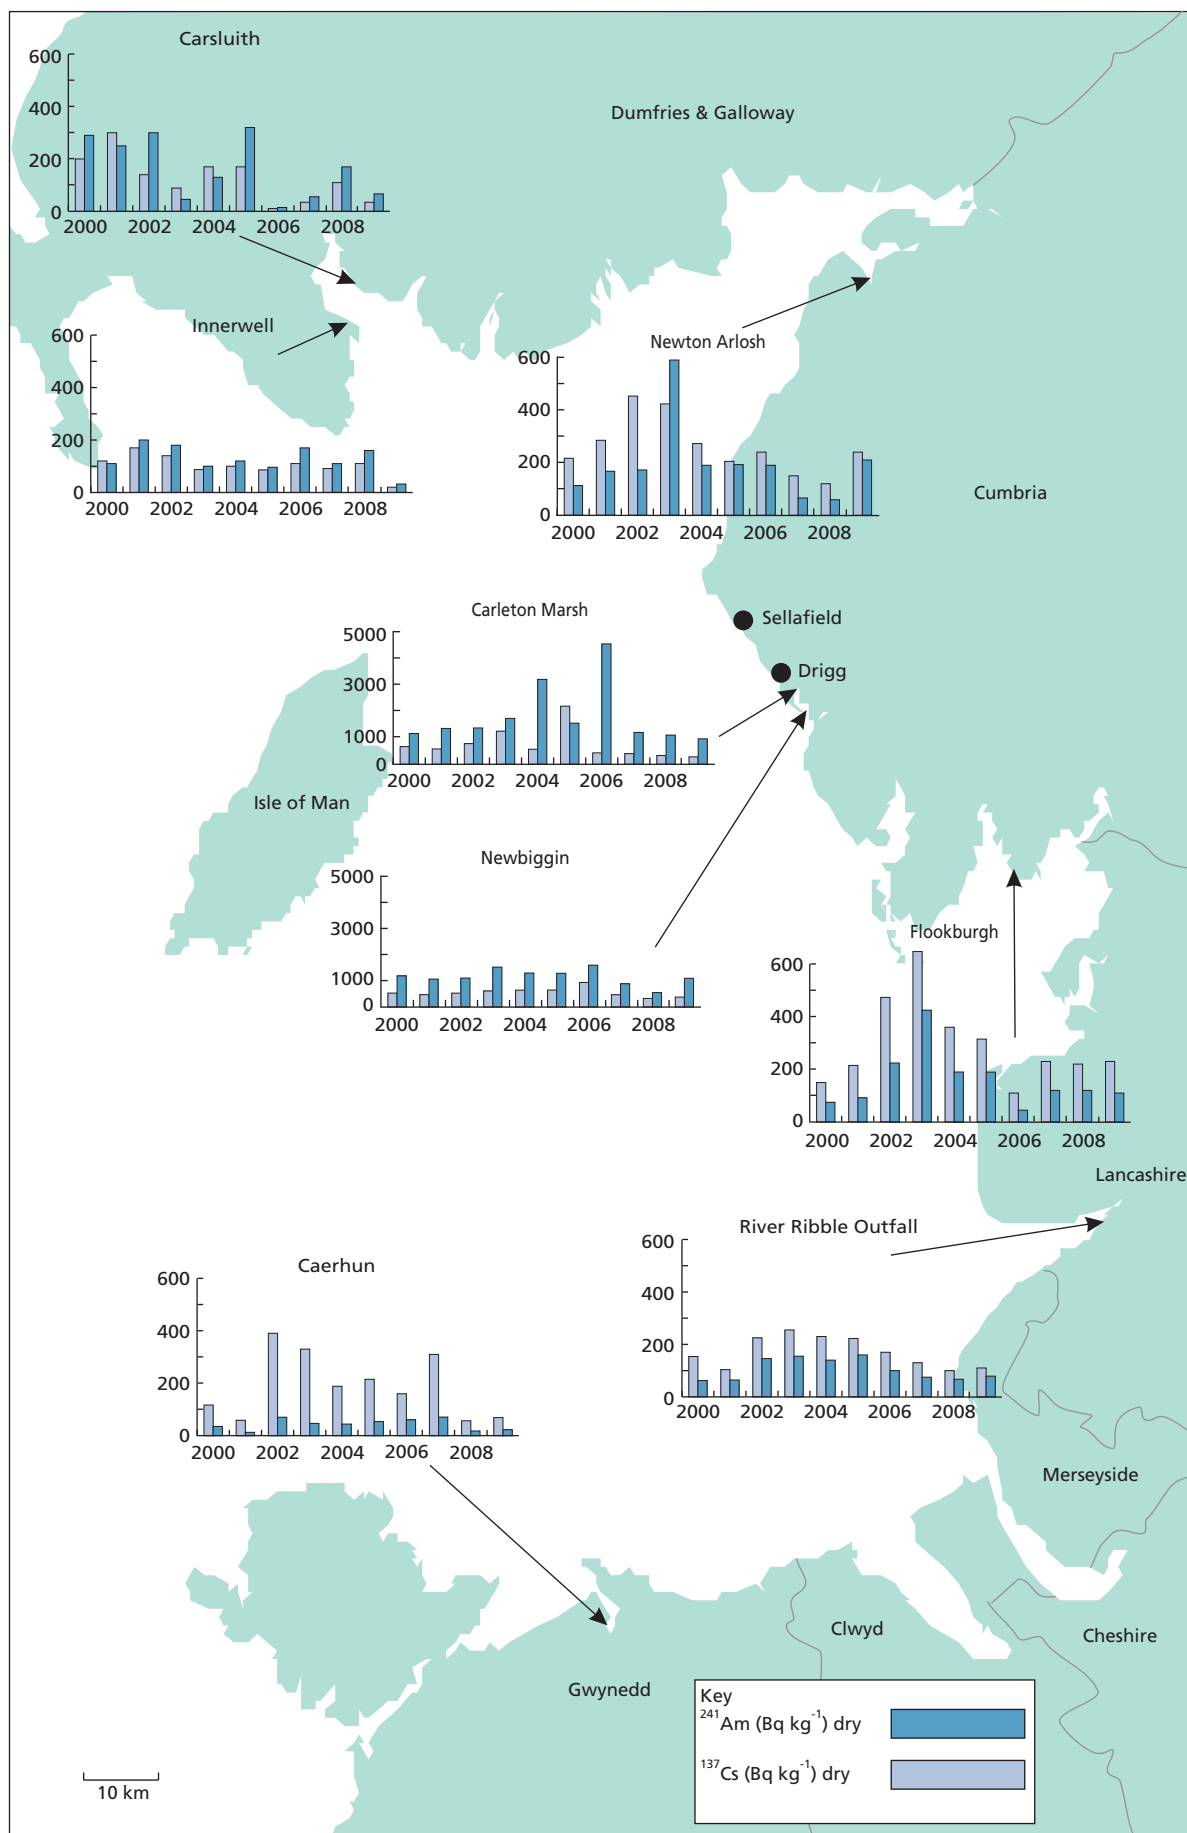 Carsluith
600
400
200
0
2000 2002 2004 2006 2008
Dumfries & Galloway
Innerwell
600
400
200
0
2000 2002 2004 2006 2008
Newton Arlosh
600
400
200
0
2000 2002 2004 2006 2008
Cumbria
Sellafield
Drigg
Carleton Marsh
5000
3000
1000
0
2000 2002 2004 2006 2008
Isle of Man
Newbiggin
5000
3000
1000
0
2000 2002 2004 2006 2008
Flookburgh
600
400
200
0
2000 2002 2004 2006 2008
Lancashire
River Ribble Outfall
600
400
200
0
2000 2002 2004 2006 2008
Caerhun
600
400
200
0
2000 2002 2004 2006 2008
Merseyside
Clwyd
Cheshire
Gwynedd
Key
²⁴¹Am (Bq kg⁻¹) dry
¹³⁷Cs (Bq kg⁻¹) dry
10 km